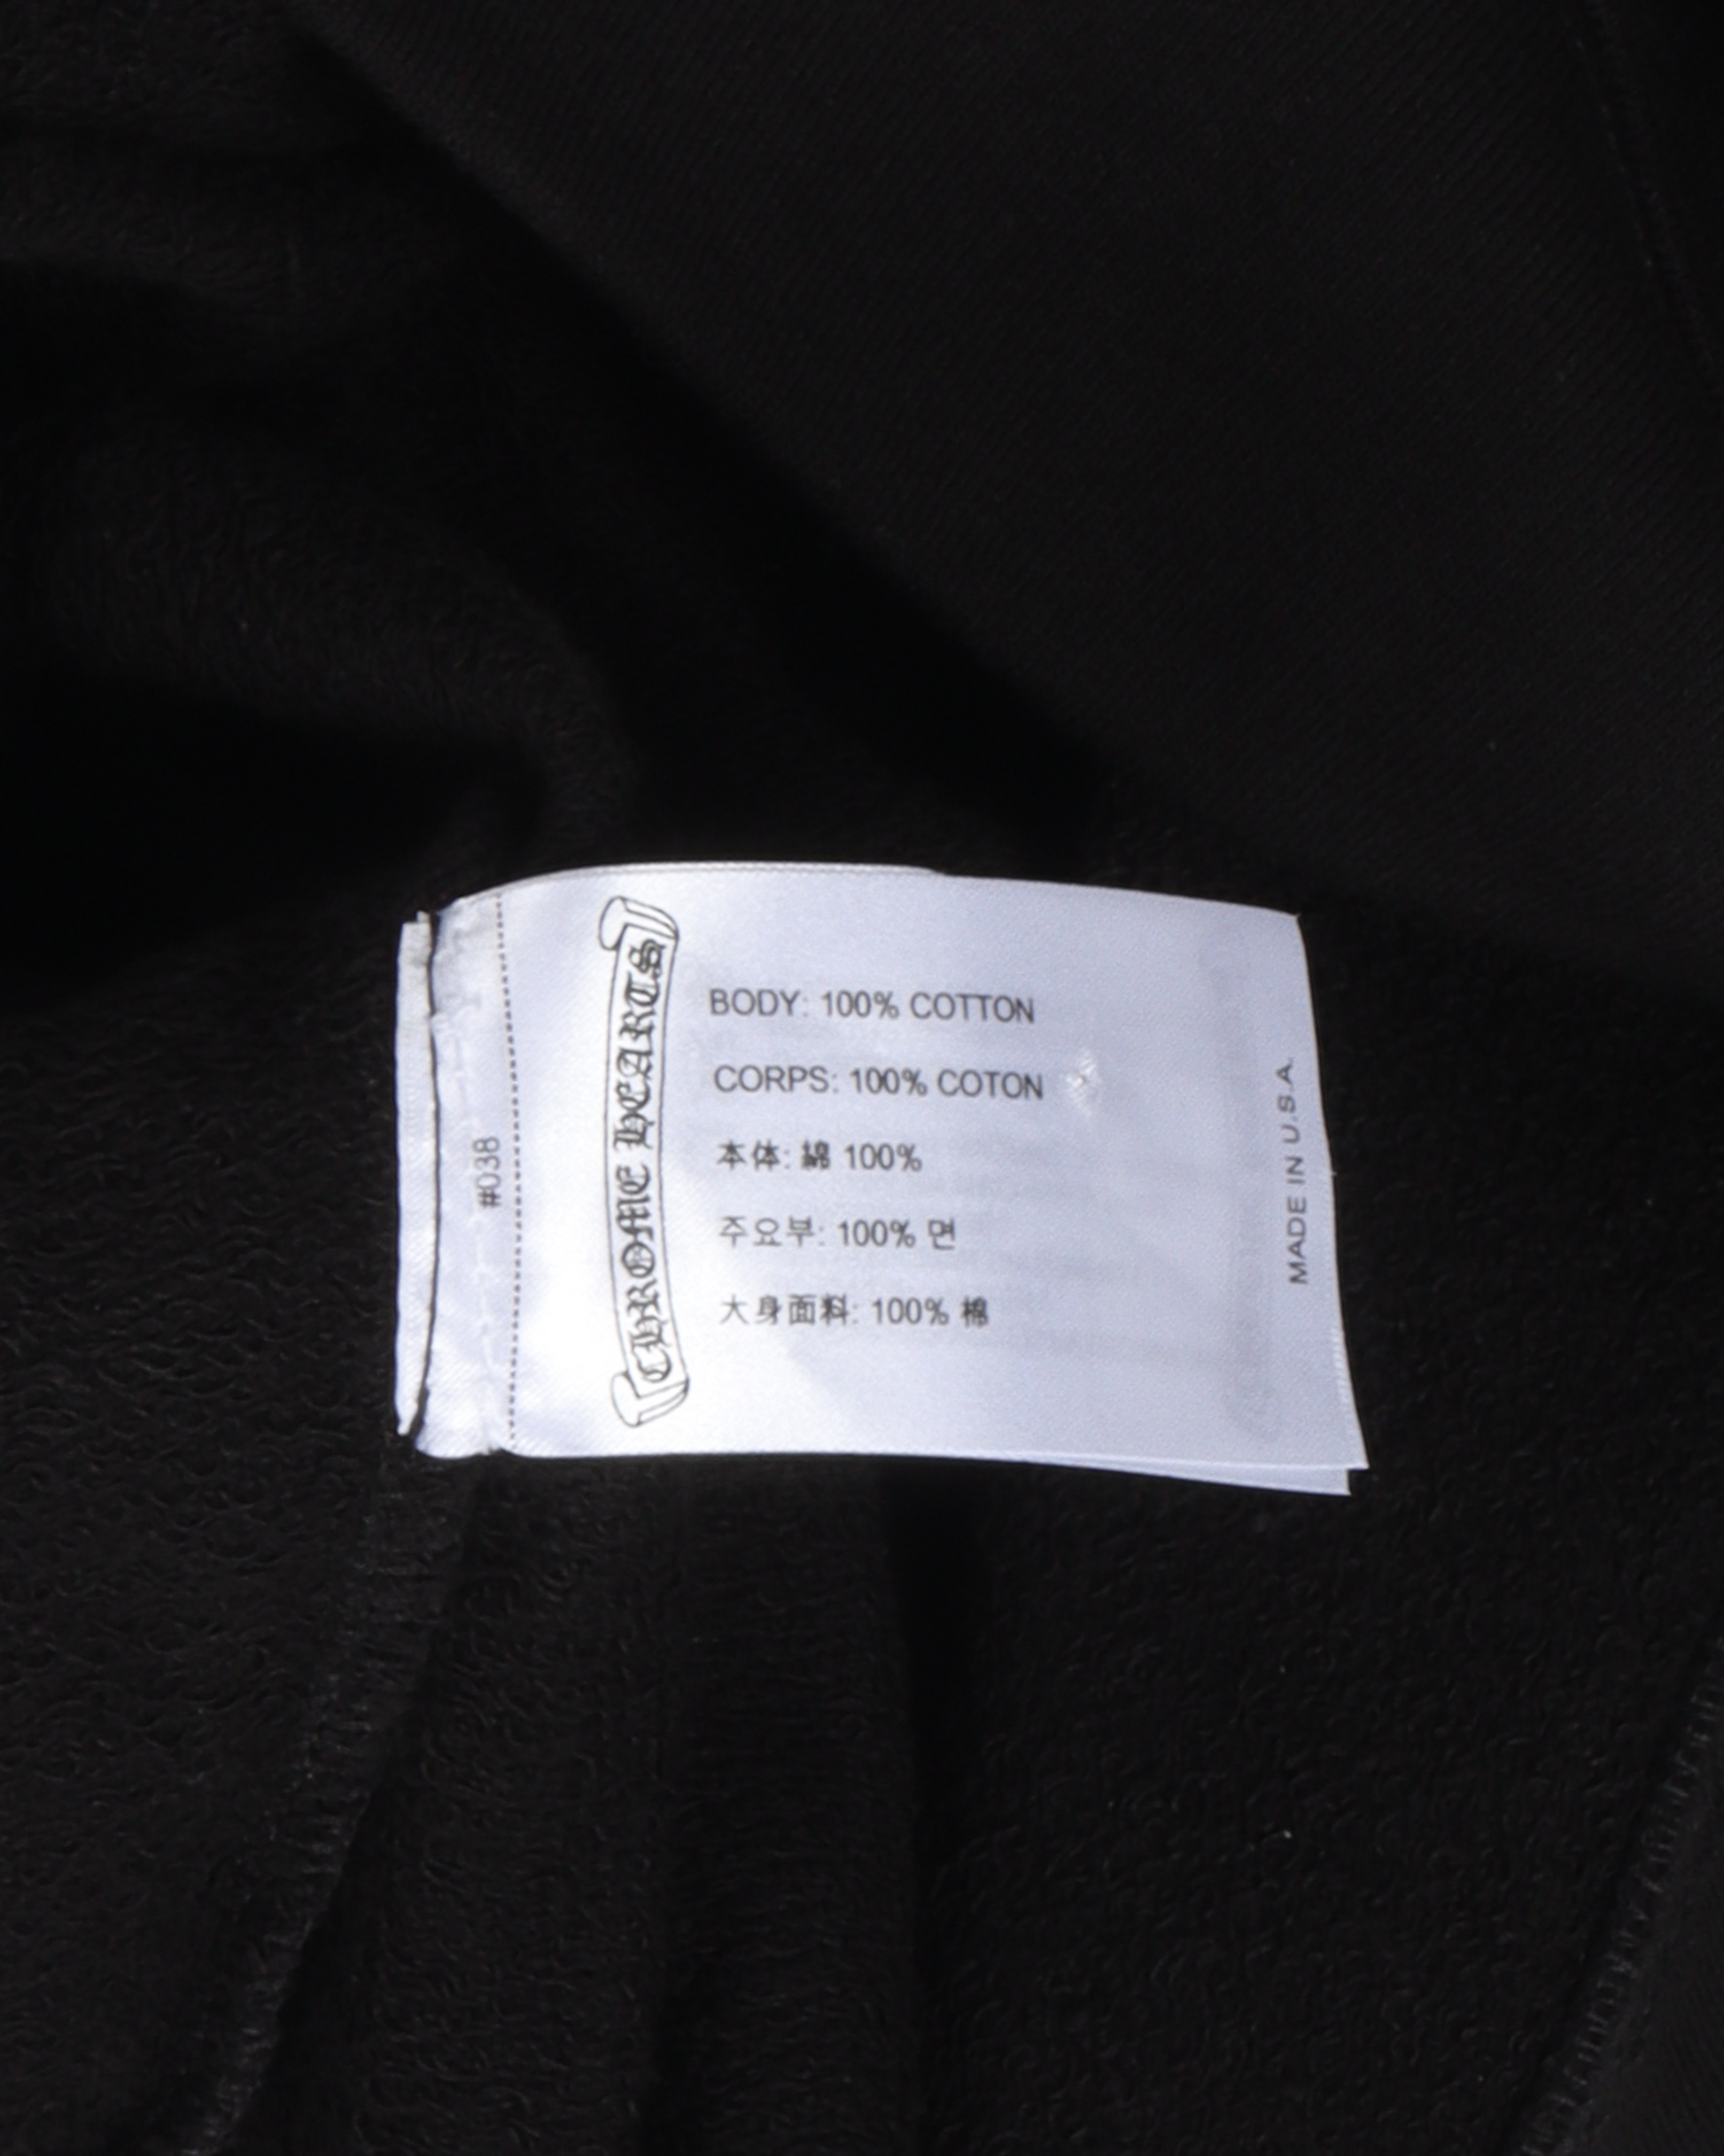 #038
CHROME HEARTS
BODY: 100% COTTON
CORPS: 100% COTON
本体: 綿 100%
주요부: 100% 면
大身面料: 100% 棉
MADE IN U.S.A.